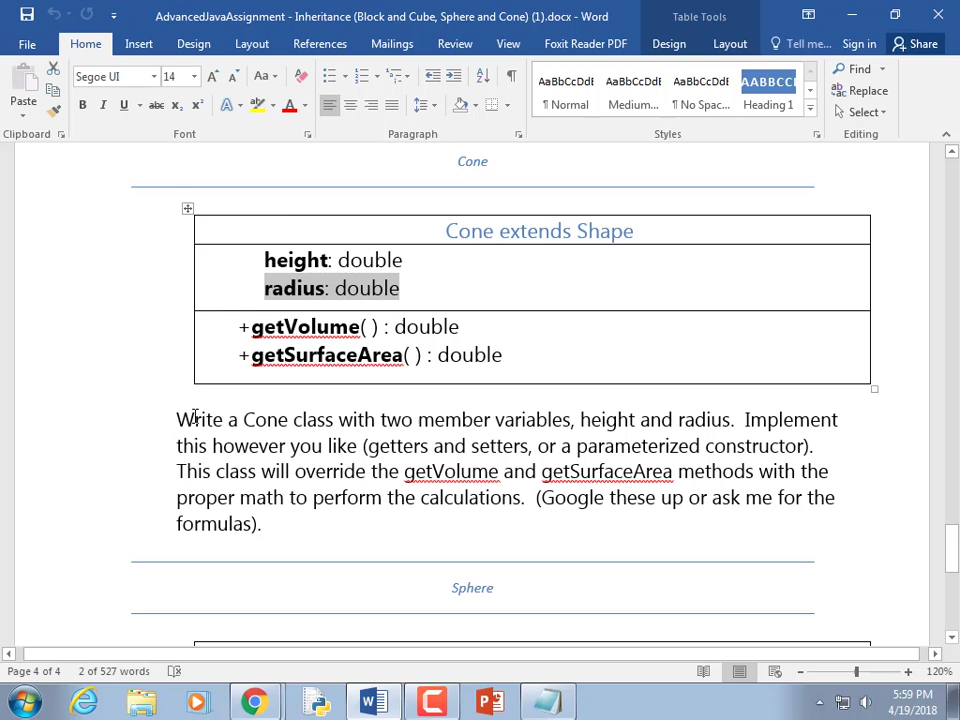 AdvancedJavaAssignment - Inheritance (Block and Cube, Sphere and Cone) (1).docx - Word
Table Tools
File Home Insert Design Layout References Mailings Review View Foxit Reader PDF Design Layout Tell me... Sign in Share
Paste
Segoe UI 14 Aa
B I U abc X2 X2 A A
AaBbCcDdE AaBbCcDdE AaBbCcDdE AABBC
¶ Normal Medium... ¶ No Spac... Heading 1
Find
Replace
Select
Clipboard Font Paragraph Styles Editing
Cone
Cone extends Shape
height: double
radius: double
+getVolume( ) : double
+getSurfaceArea( ) : double
Write a Cone class with two member variables, height and radius. Implement
this however you like (getters and setters, or a parameterized constructor).
This class will override the getVolume and getSurfaceArea methods with the
proper math to perform the calculations. (Google these up or ask me for the
formulas).
Sphere
Page 4 of 4 2 of 527 words 120%
5:59 PM
4/19/2018